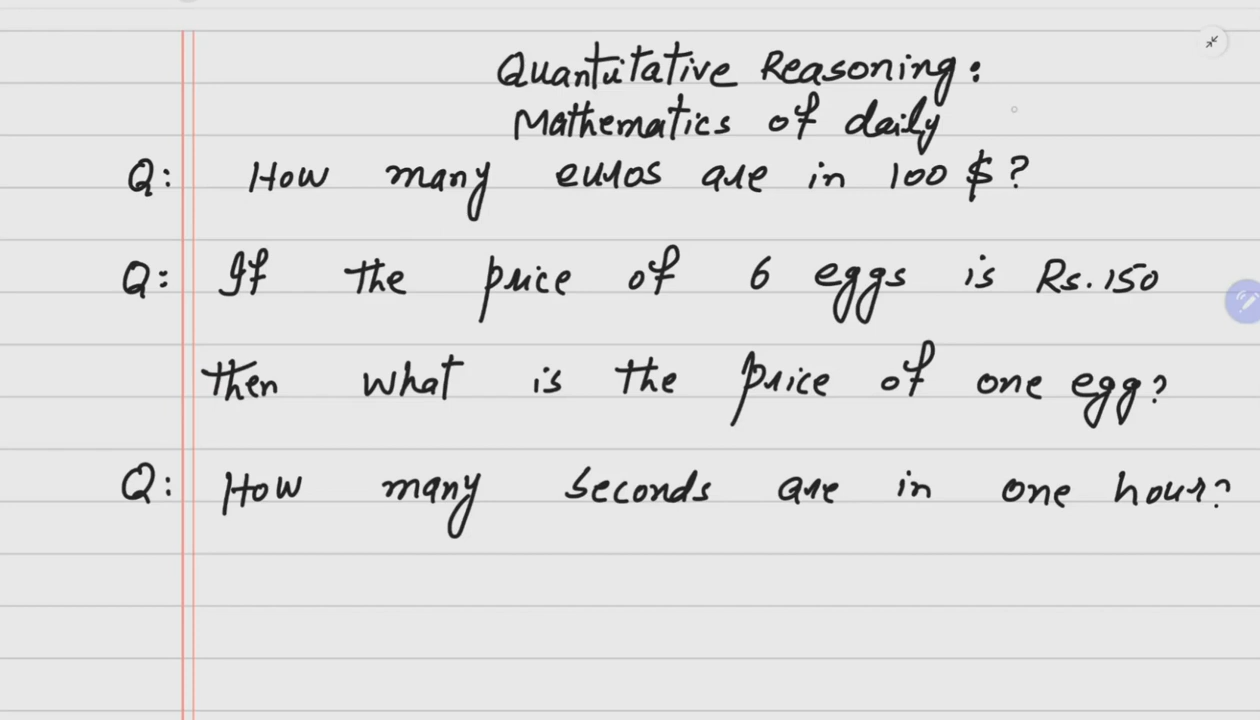 Quantitative Reasoning:
Mathematics of daily
Q: How many euros are in 100 $?
Q: If the price of 6 eggs is Rs. 150
then what is the price of one egg?
Q: How many seconds are in one hour?